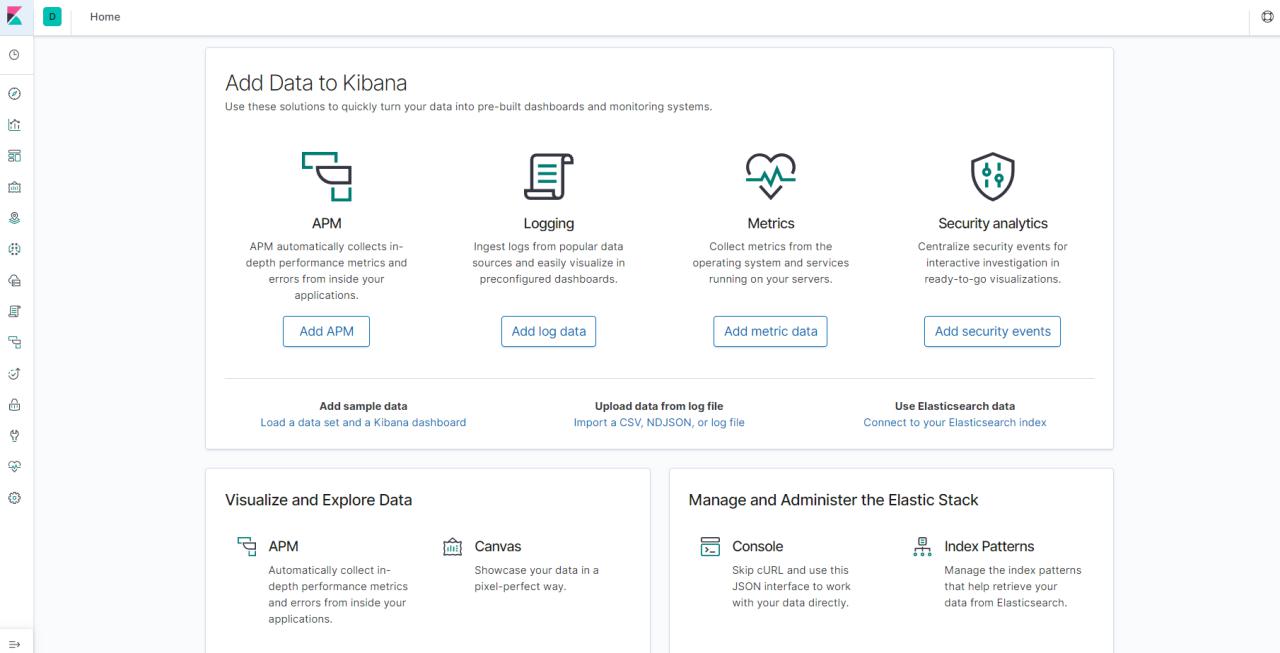 D Home
Add Data to Kibana
Use these solutions to quickly turn your data into pre-built dashboards and monitoring systems.
APM
APM automatically collects in-
depth performance metrics and
errors from inside your
applications.
Add APM
Logging
Ingest logs from popular data
sources and easily visualize in
preconfigured dashboards.
Add log data
Metrics
Collect metrics from the
operating system and services
running on your servers.
Add metric data
Security analytics
Centralize security events for
interactive investigation in
ready-to-go visualizations.
Add security events
Add sample data
Load a data set and a Kibana dashboard
Upload data from log file
Import a CSV, NDJSON, or log file
Use Elasticsearch data
Connect to your Elasticsearch index
Visualize and Explore Data
APM
Automatically collect in-
depth performance metrics
and errors from inside your
applications.
Canvas
Showcase your data in a
pixel-perfect way.
Manage and Administer the Elastic Stack
Console
Skip cURL and use this
JSON interface to work
with your data directly.
Index Patterns
Manage the index patterns
that help retrieve your
data from Elasticsearch.